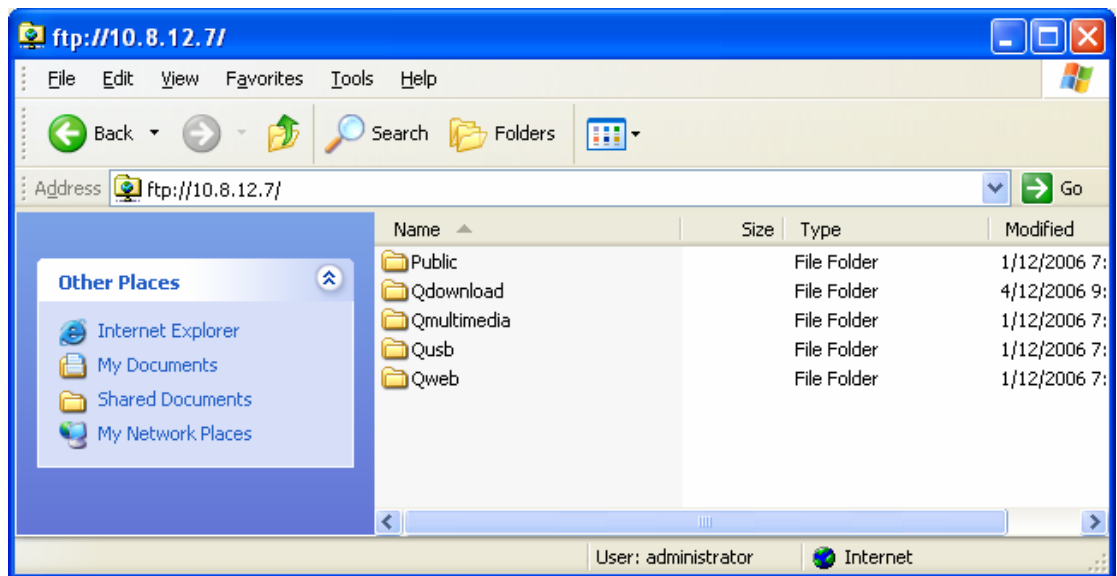 ftp://10.8.12.7/
File Edit View Favorites Tools Help
Back Search Folders
Address ftp://10.8.12.7/ Go
Name Size Type Modified
Other Places
Internet Explorer
My Documents
Shared Documents
My Network Places
Public File Folder 1/12/2006 7:
Qdownload File Folder 4/12/2006 9:
Qmultimedia File Folder 1/12/2006 7:
Qusb File Folder 1/12/2006 7:
Qweb File Folder 1/12/2006 7:
User: administrator Internet